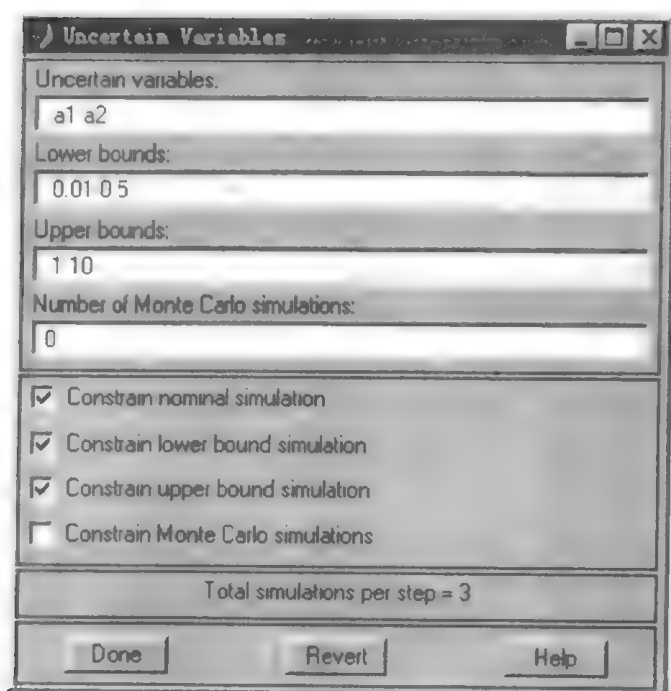 Uncertain Variables
Uncertain variables.
a1 a2
Lower bounds:
0.01 0 5
Upper bounds:
1 10
Number of Monte Carlo simulations:
0
Constrain nominal simulation
Constrain lower bound simulation
Constrain upper bound simulation
Constrain Monte Carlo simulations
Total simulations per step = 3
Done Revert Help